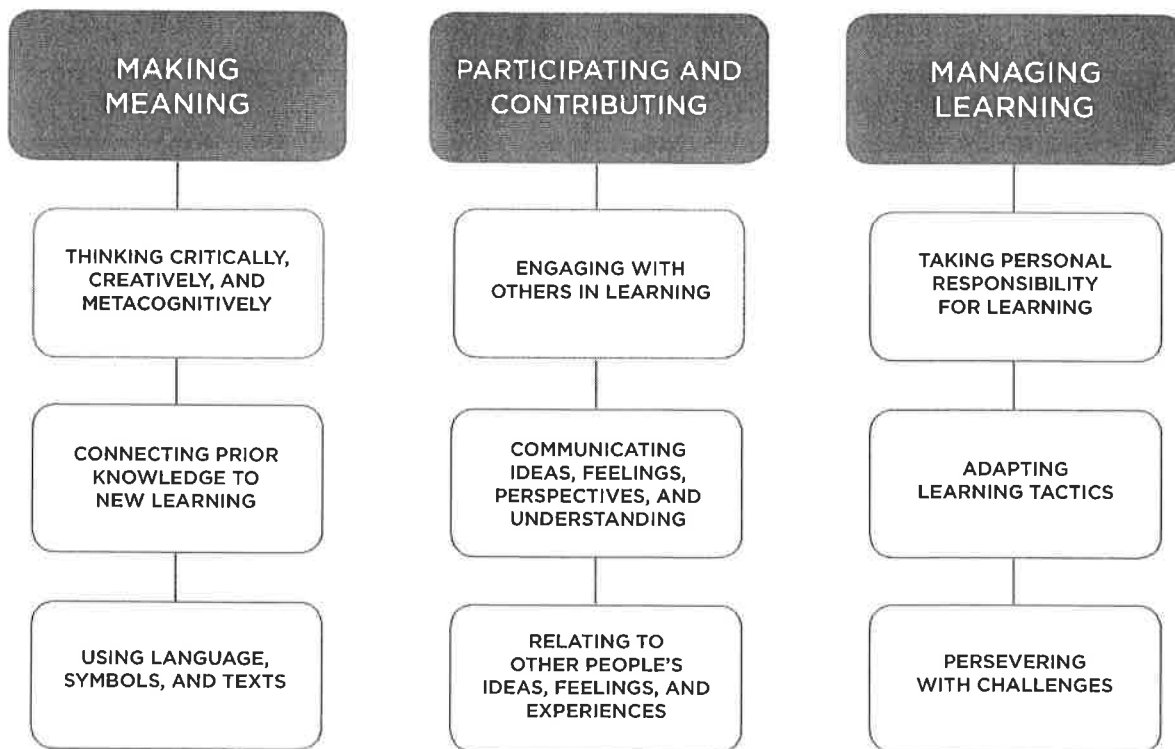 MAKING
MEANING
THINKING CRITICALLY,
CREATIVELY, AND
METACOGNITIVELY
CONNECTING PRIOR
KNOWLEDGE TO
NEW LEARNING
USING LANGUAGE,
SYMBOLS, AND TEXTS
PARTICIPATING AND
CONTRIBUTING
ENGAGING WITH
OTHERS IN LEARNING
COMMUNICATING
IDEAS, FEELINGS,
PERSPECTIVES, AND
UNDERSTANDING
RELATING TO
OTHER PEOPLE'S
IDEAS, FEELINGS, AND
EXPERIENCES
MANAGING
LEARNING
TAKING PERSONAL
RESPONSIBILITY
FOR LEARNING
ADAPTING
LEARNING TACTICS
PERSEVERING
WITH CHALLENGES